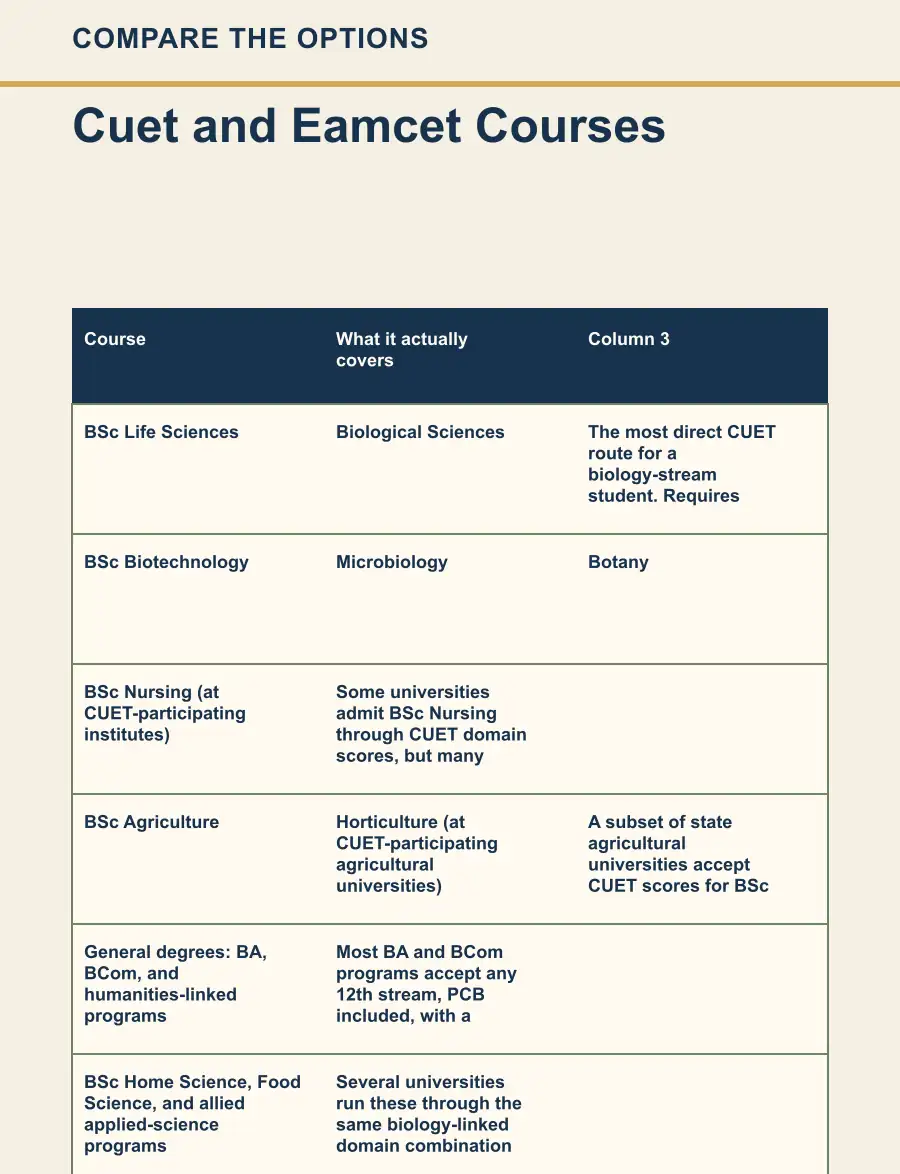 COMPARE THE OPTIONS
Cuet and Eamcet Courses
Course
What it actually
covers
Column 3
BSc Life Sciences
Biological Sciences
The most direct CUET
route for a
biology-stream
student. Requires
BSc Biotechnology
Microbiology
Botany
BSc Nursing (at
CUET-participating
institutes)
Some universities
admit BSc Nursing
through CUET domain
scores, but many
BSc Agriculture
Horticulture (at
CUET-participating
agricultural
universities)
A subset of state
agricultural
universities accept
CUET scores for BSc
General degrees: BA,
BCom, and
humanities-linked
programs
Most BA and BCom
programs accept any
12th stream, PCB
included, with a
BSc Home Science, Food
Science, and allied
applied-science
programs
Several universities
run these through the
same biology-linked
domain combination